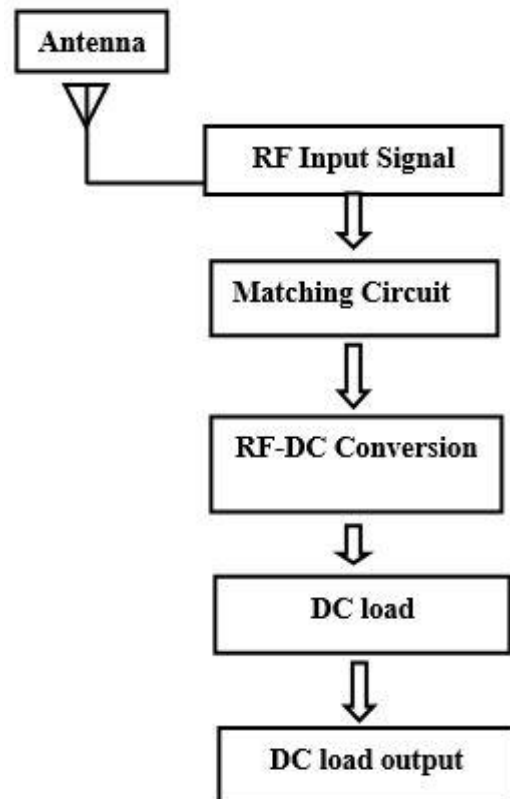 Antenna
RF Input Signal
Matching Circuit
RF-DC Conversion
DC load
DC load output